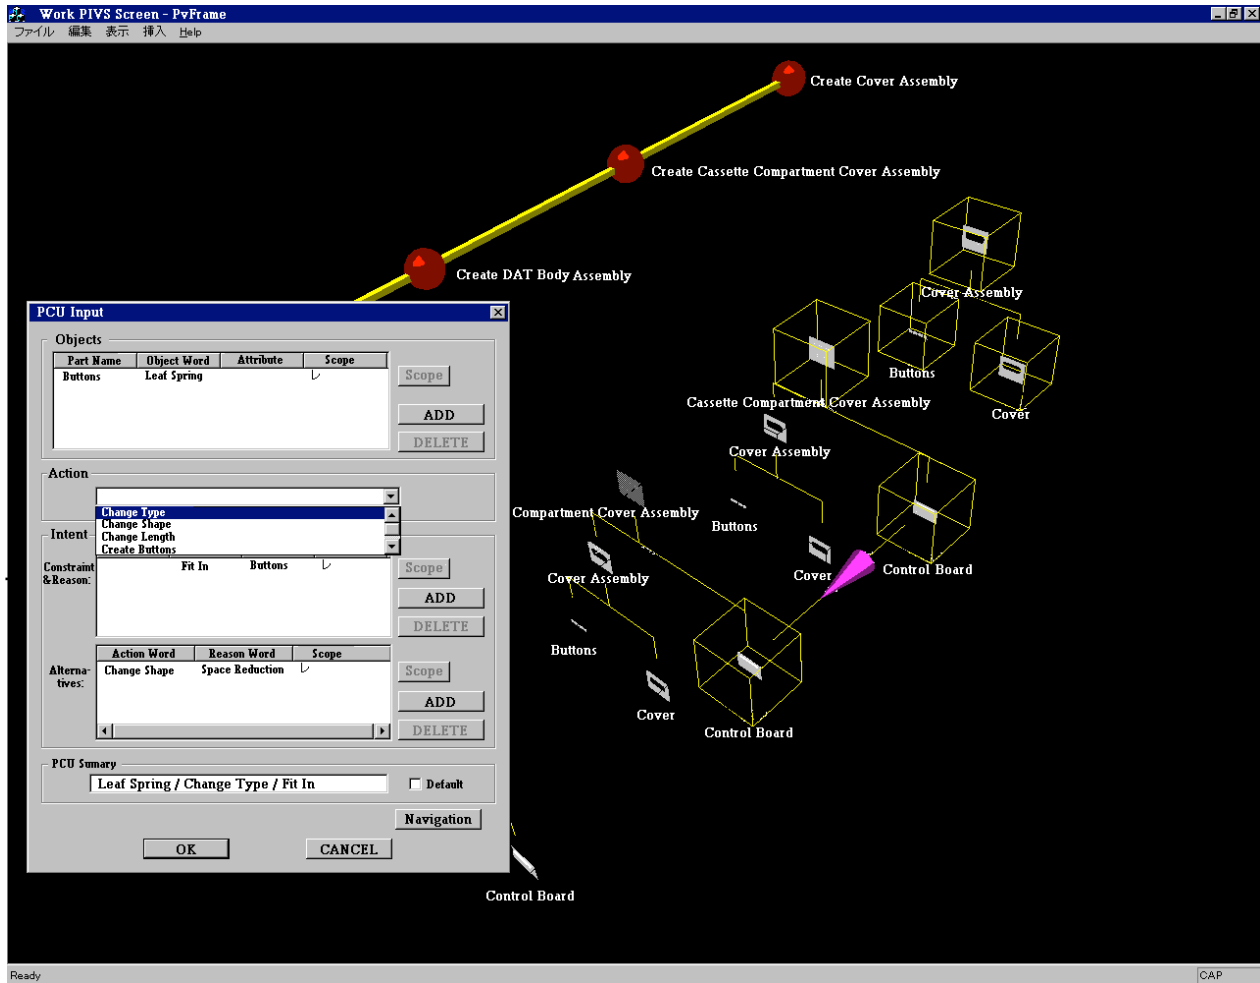 Work PIVS Screen - PvFrame
ファイル 編集 表示 挿入 Help
Create Cover Assembly
Create Cassette Compartment Cover Assembly
Create DAT Body Assembly
Cover Assembly
Buttons
Cover
Cassette Compartment Cover Assembly
Cover Assembly
Buttons
Cover
Control Board
Compartment Cover Assembly
Cover Assembly
Buttons
Cover
Control Board
Control Board
PCU Input
Objects
Part Name Object Word Attribute Scope
Buttons Leaf Spring
Scope
ADD
DELETE
Action
Change Type
Change Shape
Change Length
Create Buttons
Intent
Constraint
&Reason:
Fit In Buttons
Scope
ADD
DELETE
Alterna-
tives:
Action Word Reason Word Scope
Change Shape Space Reduction
Scope
ADD
DELETE
PCU Sumary
Leaf Spring / Change Type / Fit In
Default
Navigation
OK CANCEL
Ready CAP